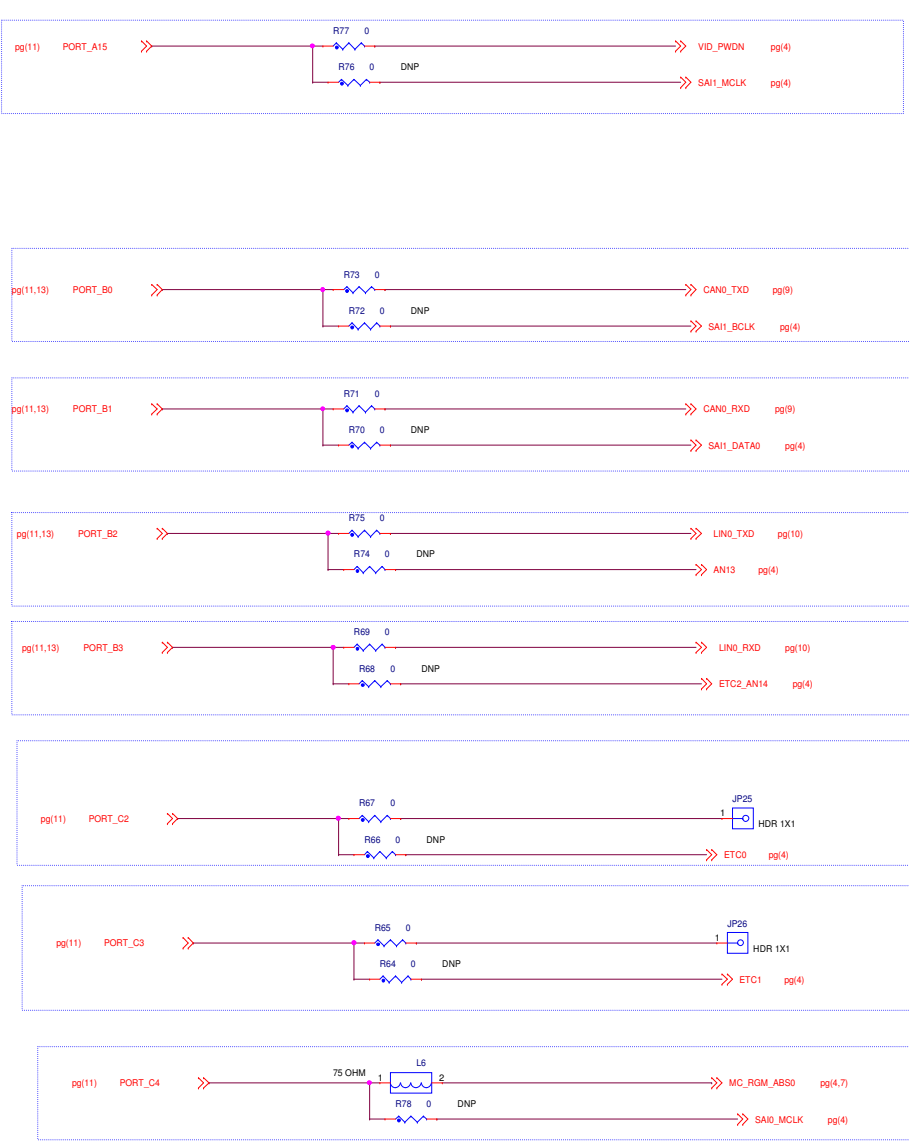 R77 0
pg(11) PORT_A15 VID_PWDN pg(4)
R76 0 DNP
SAI1_MCLK pg(4)
R73 0
pg(11,13) PORT_B0 CAN0_TXD pg(9)
R72 0 DNP
SAI1_BCLK pg(4)
R71 0
pg(11,13) PORT_B1 CAN0_RXD pg(9)
R70 0 DNP
SAI1_DATA0 pg(4)
R75 0
pg(11,13) PORT_B2 LIN0_TXD pg(10)
R74 0 DNP
AN13 pg(4)
R69 0
pg(11,13) PORT_B3 LIN0_RXD pg(10)
R68 0 DNP
ETC2_AN14 pg(4)
R67 0 JP25
pg(11) PORT_C2 1 HDR 1X1
R66 0 DNP
ETC0 pg(4)
R65 0 JP26
pg(11) PORT_C3 1 HDR 1X1
R64 0 DNP
ETC1 pg(4)
75 OHM L6
pg(11) PORT_C4 1 2 MC_RGM_ABS0 pg(4,7)
R78 0 DNP
SAI0_MCLK pg(4)